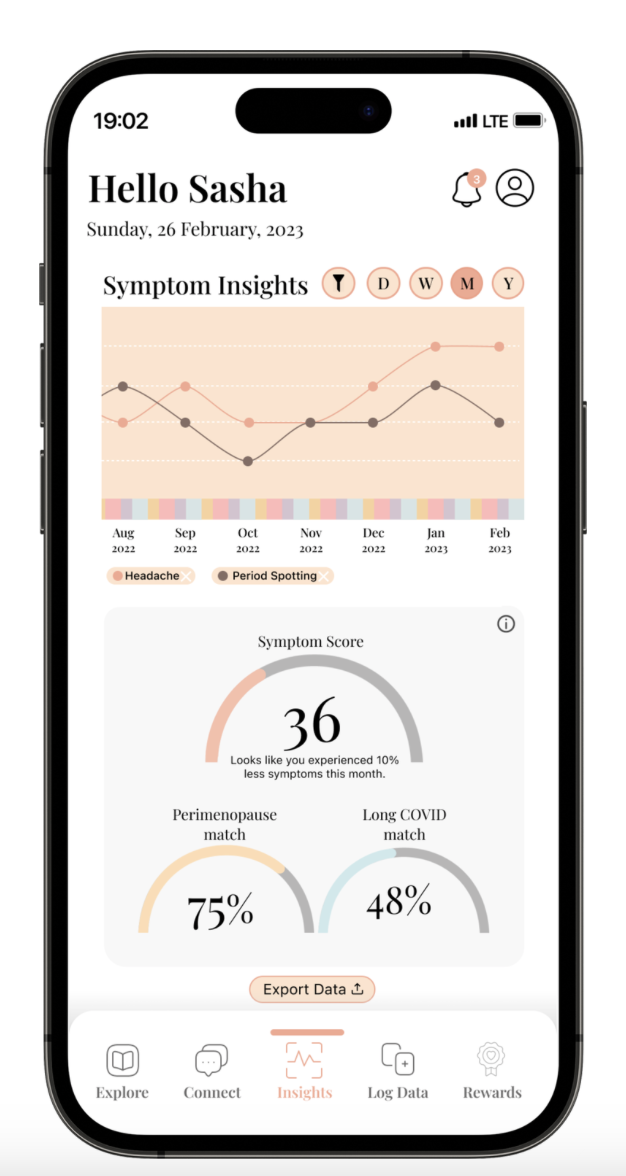 19:02 LTE
Hello Sasha 3
Sunday, 26 February, 2023
Symptom Insights D W M Y
Aug Sep Oct Nov Dec Jan Feb
2022 2022 2022 2022 2022 2023 2023
Headache Period Spotting
Symptom Score
36
Looks like you experienced 10%
less symptoms this month.
Perimenopause
match
75%
Long COVID
match
48%
Export Data
Explore Connect Insights Log Data Rewards